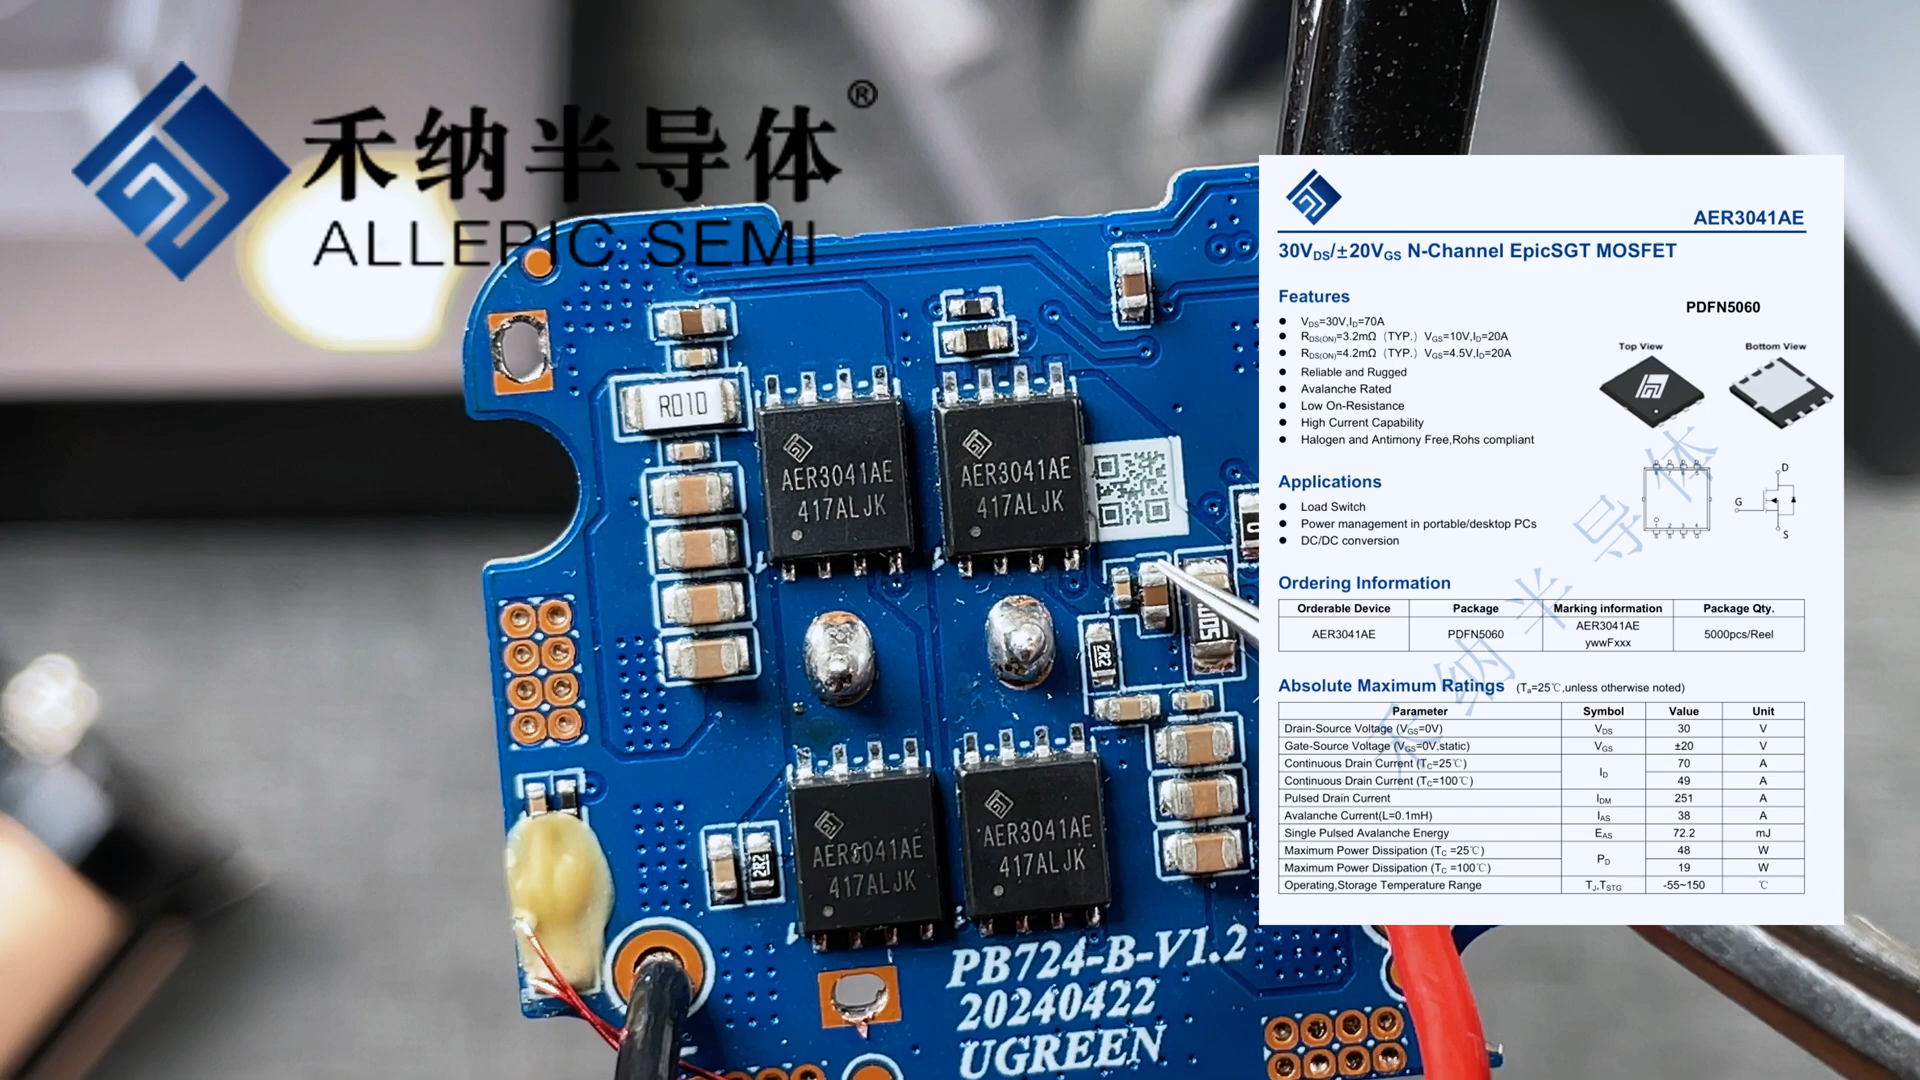 禾纳半导体®
ALLEPIC SEMI
R010
AER3041AE
417ALJK
AER3041AE
417ALJK
2R2
AER3041AE
417ALJK
AER3041AE
417ALJK
2R2
PB724-B-V1.2
20240422
UGREEN
AER3041AE
30VDS/±20VGS N-Channel EpicSGT MOSFET
Features
● VDS=30V,ID=70A
● RDS(ON)=3.2mΩ（TYP.）VGS=10V,ID=20A
● RDS(ON)=4.2mΩ（TYP.）VGS=4.5V,ID=20A
● Reliable and Rugged
● Avalanche Rated
● Low On-Resistance
● High Current Capability
● Halogen and Antimony Free,Rohs compliant
PDFN5060
Top View Bottom View
D
G
S
Applications
● Load Switch
● Power management in portable/desktop PCs
● DC/DC conversion
Ordering Information
Orderable Device Package Marking information Package Qty.
AER3041AE PDFN5060 AER3041AE ywwFxxx 5000pcs/Reel
Absolute Maximum Ratings (Ta=25℃,unless otherwise noted)
Parameter Symbol Value Unit
Drain-Source Voltage (VGS=0V) VDS 30 V
Gate-Source Voltage (VGS=0V,static) VGS ±20 V
Continuous Drain Current (TC=25℃) ID 70 A
Continuous Drain Current (TC=100℃) 49 A
Pulsed Drain Current IDM 251 A
Avalanche Current(L=0.1mH) IAS 38 A
Single Pulsed Avalanche Energy EAS 72.2 mJ
Maximum Power Dissipation (TC =25℃) PD 48 W
Maximum Power Dissipation (TC =100℃) 19 W
Operating,Storage Temperature Range TJ,TSTG -55~150 ℃
禾纳半导体